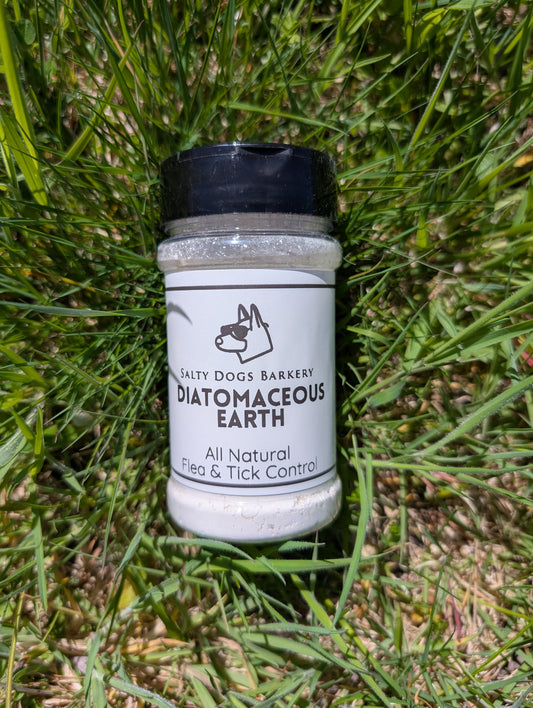 Salty Dogs Barkery
DIATOMACEOUS
EARTH
All Natural
Flea & Tick Control